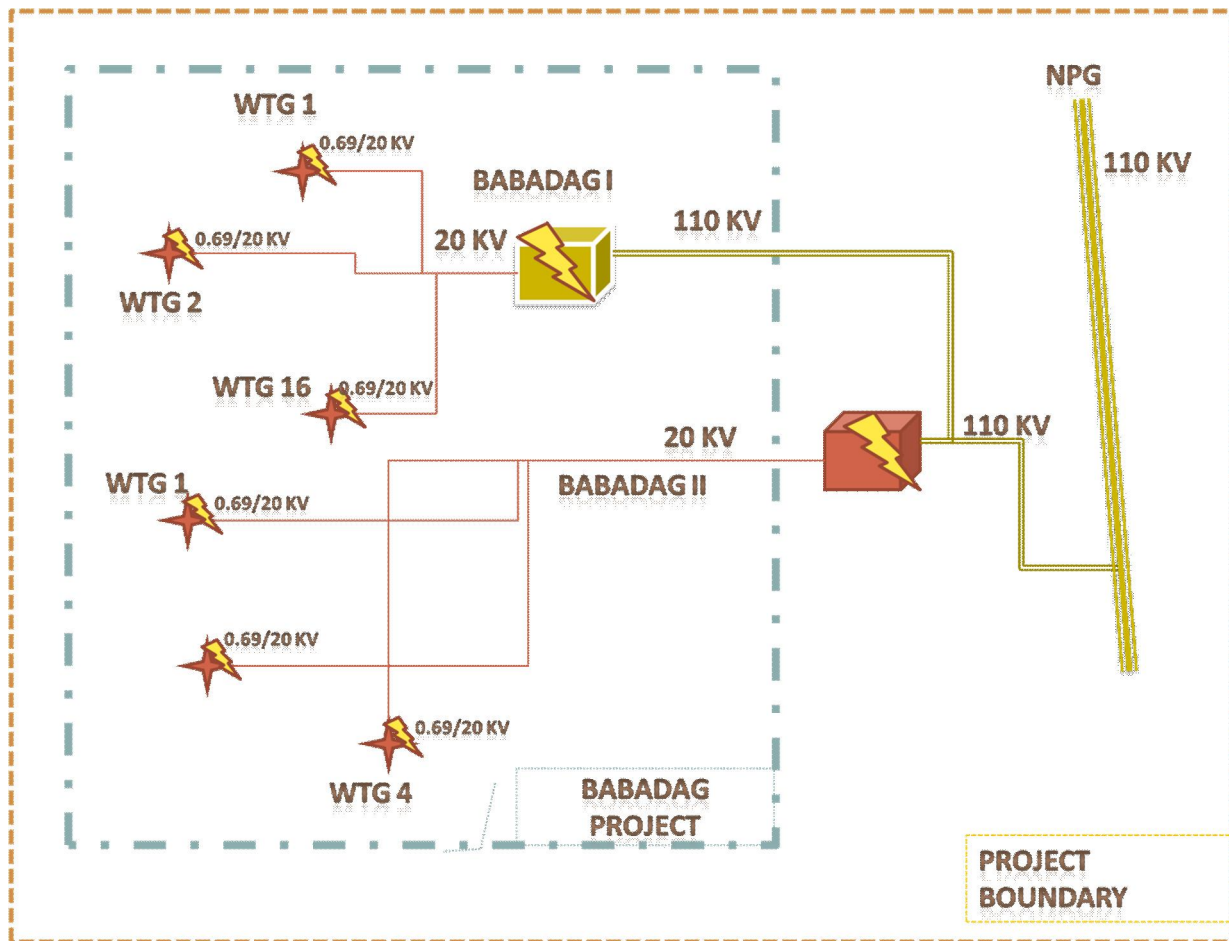 NPG
WTG 1
0.69/20 KV
110 KV
BABADAG I
0.69/20 KV
20 KV
110 KV
WTG 2
WTG 16
0.69/20 KV
20 KV
110 KV
WTG 1
BABADAG II
0.69/20 KV
0.69/20 KV
0.69/20 KV
WTG 4
BABADAG
PROJECT
PROJECT
BOUNDARY